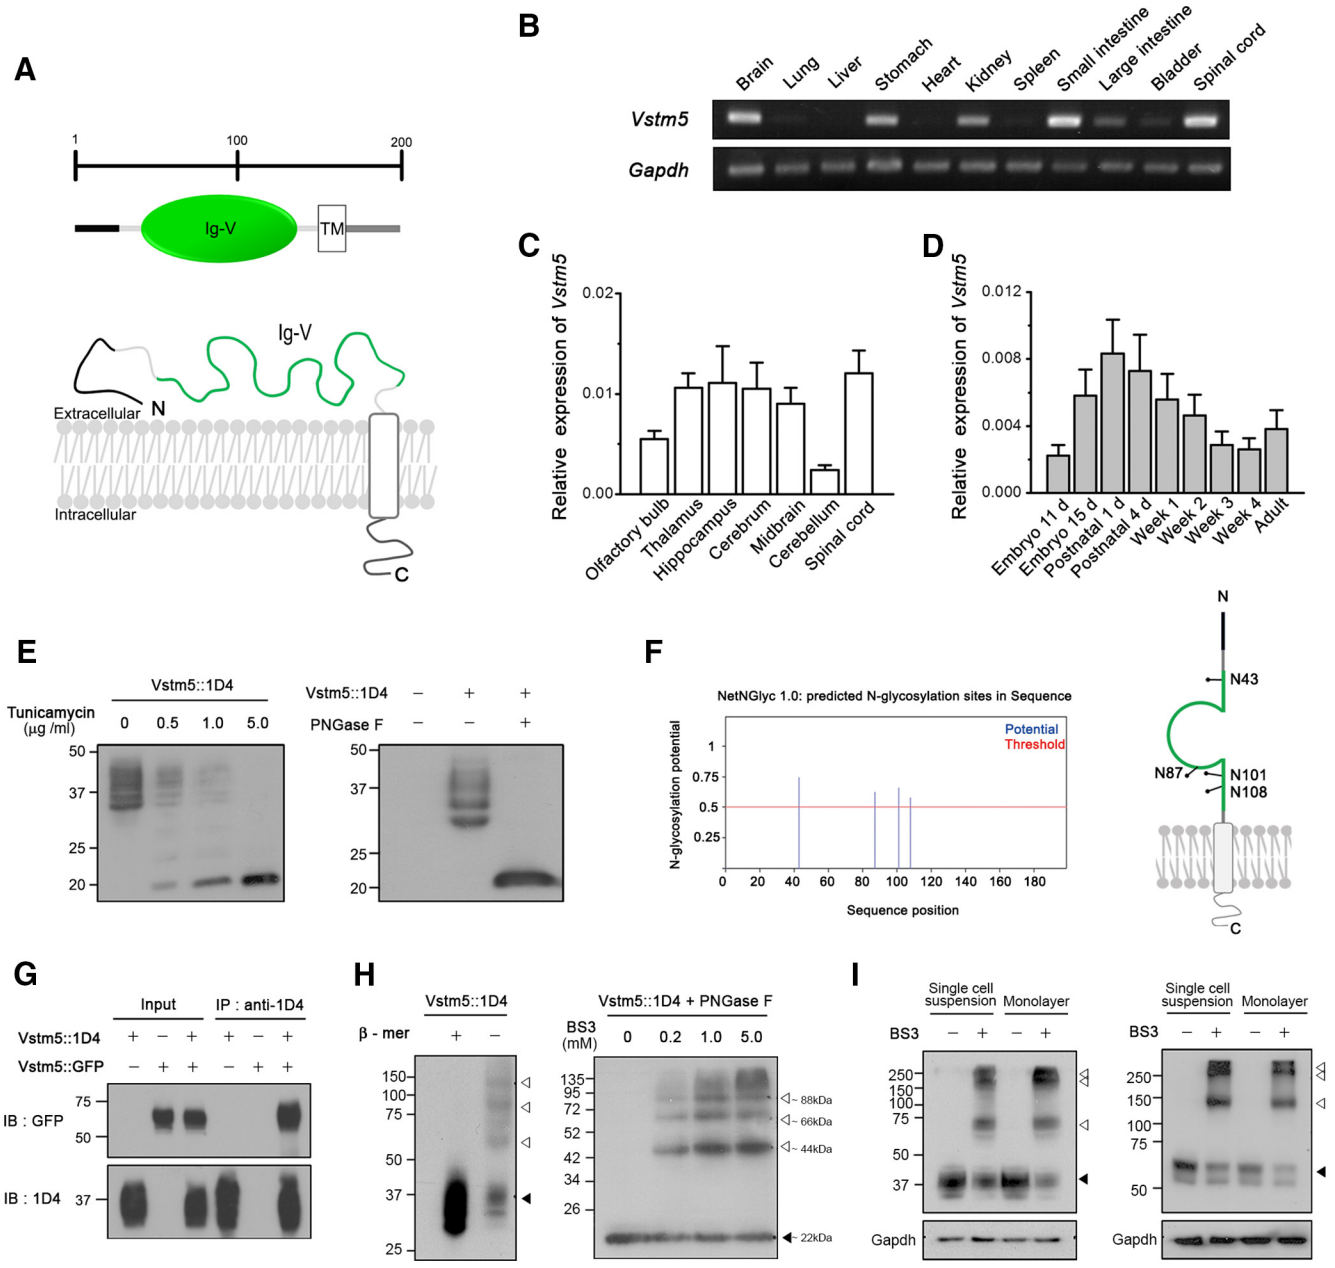 A
1
100
200
Ig-V
TM
Ig-V
N
Extracellular
Intracellular
C
B
Brain
Lung
Liver
Stomach
Heart
Kidney
Spleen
Small intestine
Large intestine
Bladder
Spinal cord
Vstm5
Gapdh
C
Relative expression of Vstm5
0.02
0.01
0.00
Olfactory bulb
Thalamus
Hippocampus
Cerebrum
Midbrain
Cerebellum
Spinal cord
D
Relative expression of Vstm5
0.012
0.008
0.004
0.000
Embryo 11 d
Embryo 15 d
Postnatal 1 d
Postnatal 4 d
Week 1
Week 2
Week 3
Week 4
Adult
E
Vstm5::1D4
Tunicamycin
(μg /ml)
0 0.5 1.0 5.0
50
37
25
20
Vstm5::1D4 − + +
PNGase F − − +
50
37
25
20
F
NetNGlyc 1.0: predicted N-glycosylation sites in Sequence
N-glycosylation potential
Potential
Threshold
1
0.75
0.5
0.25
0 20 40 60 80 100 120 140 160 180
Sequence position
N
N43
N87
N101
N108
C
G
Input
IP : anti-1D4
Vstm5::1D4 + − + + − +
Vstm5::GFP − + + − + +
IB : GFP
75
50
IB : 1D4
37
H
Vstm5::1D4
β - mer + −
150
100
75
50
37
25
Vstm5::1D4 + PNGase F
BS3
(mM)
0 0.2 1.0 5.0
135
95
72
52
42
34
26
~ 88kDa
~ 66kDa
~ 44kDa
~ 22kDa
I
Single cell
suspension
Monolayer
BS3 − + − +
250
150
100
75
50
37
Gapdh
Single cell
suspension
Monolayer
BS3 − + − +
250
150
100
75
50
Gapdh